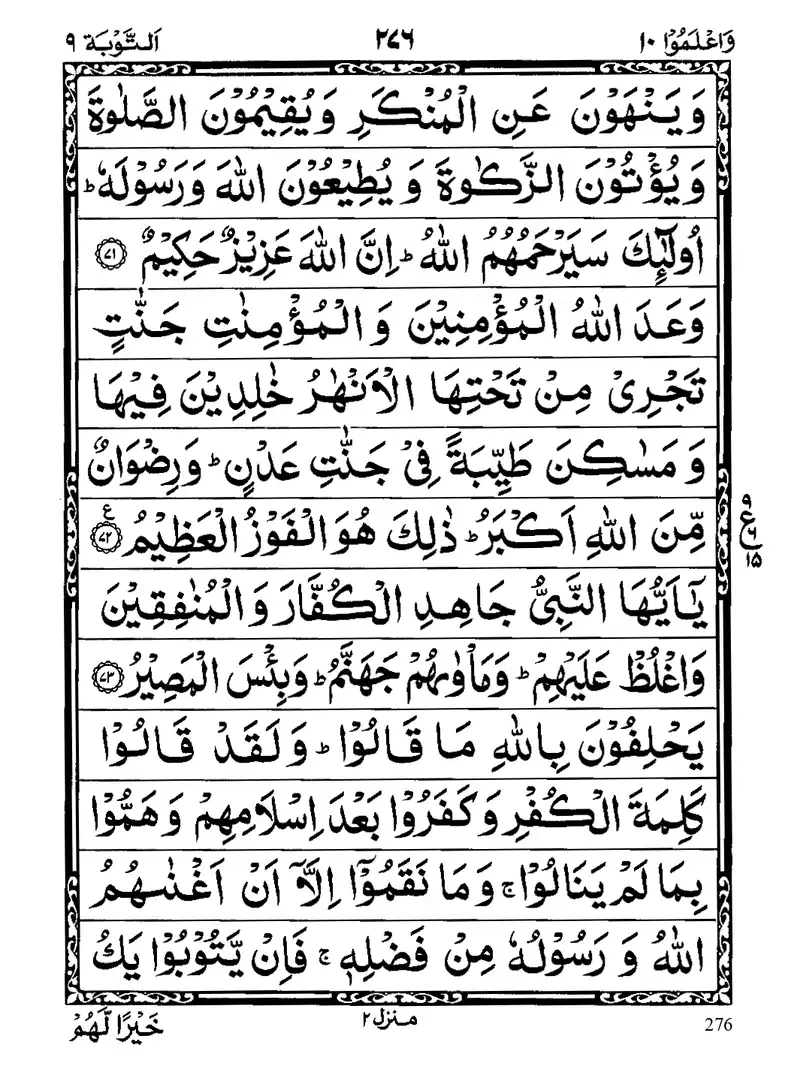 وَاعْلَمُوْۤا ١٠ ٢٧٦ اَلتَّوْبَة ٩
وَ يَنْهَوْنَ عَنِ الْمُنْكَرِ وَ يُقِيْمُوْنَ الصَّلٰوةَ
وَ يُؤْتُوْنَ الزَّكٰوةَ وَ يُطِيْعُوْنَ اللّٰهَ وَرَسُوْلَهٗ ؕ
اُولٰٓئِكَ سَيَرْحَمُهُمُ اللّٰهُ ؕ اِنَّ اللّٰهَ عَزِيْزٌ حَكِيْمٌ ٧١
وَعَدَ اللّٰهُ الْمُؤْمِنِيْنَ وَ الْمُؤْمِنٰتِ جَنّٰتٍ
تَجْرِيْ مِنْ تَحْتِهَا الْاَنْهٰرُ خٰلِدِيْنَ فِيْهَا
وَ مَسٰكِنَ طَيِّبَةً فِيْ جَنّٰتِ عَدْنٍ ؕ وَرِضْوَانٌ
مِّنَ اللّٰهِ اَكْبَرُ ؕ ذٰلِكَ هُوَ الْفَوْزُ الْعَظِيْمُ ٧٢ ع
٩ ع ٦ ١٥
يٰۤاَيُّهَا النَّبِيُّ جَاهِدِ الْكُفَّارَ وَ الْمُنٰفِقِيْنَ
وَاغْلُظْ عَلَيْهِمْ ؕ وَمَاْوٰىهُمْ جَهَنَّمُ ؕ وَبِئْسَ الْمَصِيْرُ ٧٣
يَحْلِفُوْنَ بِاللّٰهِ مَا قَالُوْا ؕ وَ لَقَدْ قَالُوْا
كَلِمَةَ الْكُفْرِ وَ كَفَرُوْا بَعْدَ اِسْلَامِهِمْ وَ هَمُّوْا
بِمَا لَمْ يَنَالُوْا ۚ وَ مَا نَقَمُوْۤا اِلَّاۤ اَنْ اَغْنٰىهُمُ
اللّٰهُ وَ رَسُوْلُهٗ مِنْ فَضْلِهٖ ۚ فَاِنْ يَّتُوْبُوْا يَكُ
276 منزل ٢ خَيْرًا لَّهُمْ